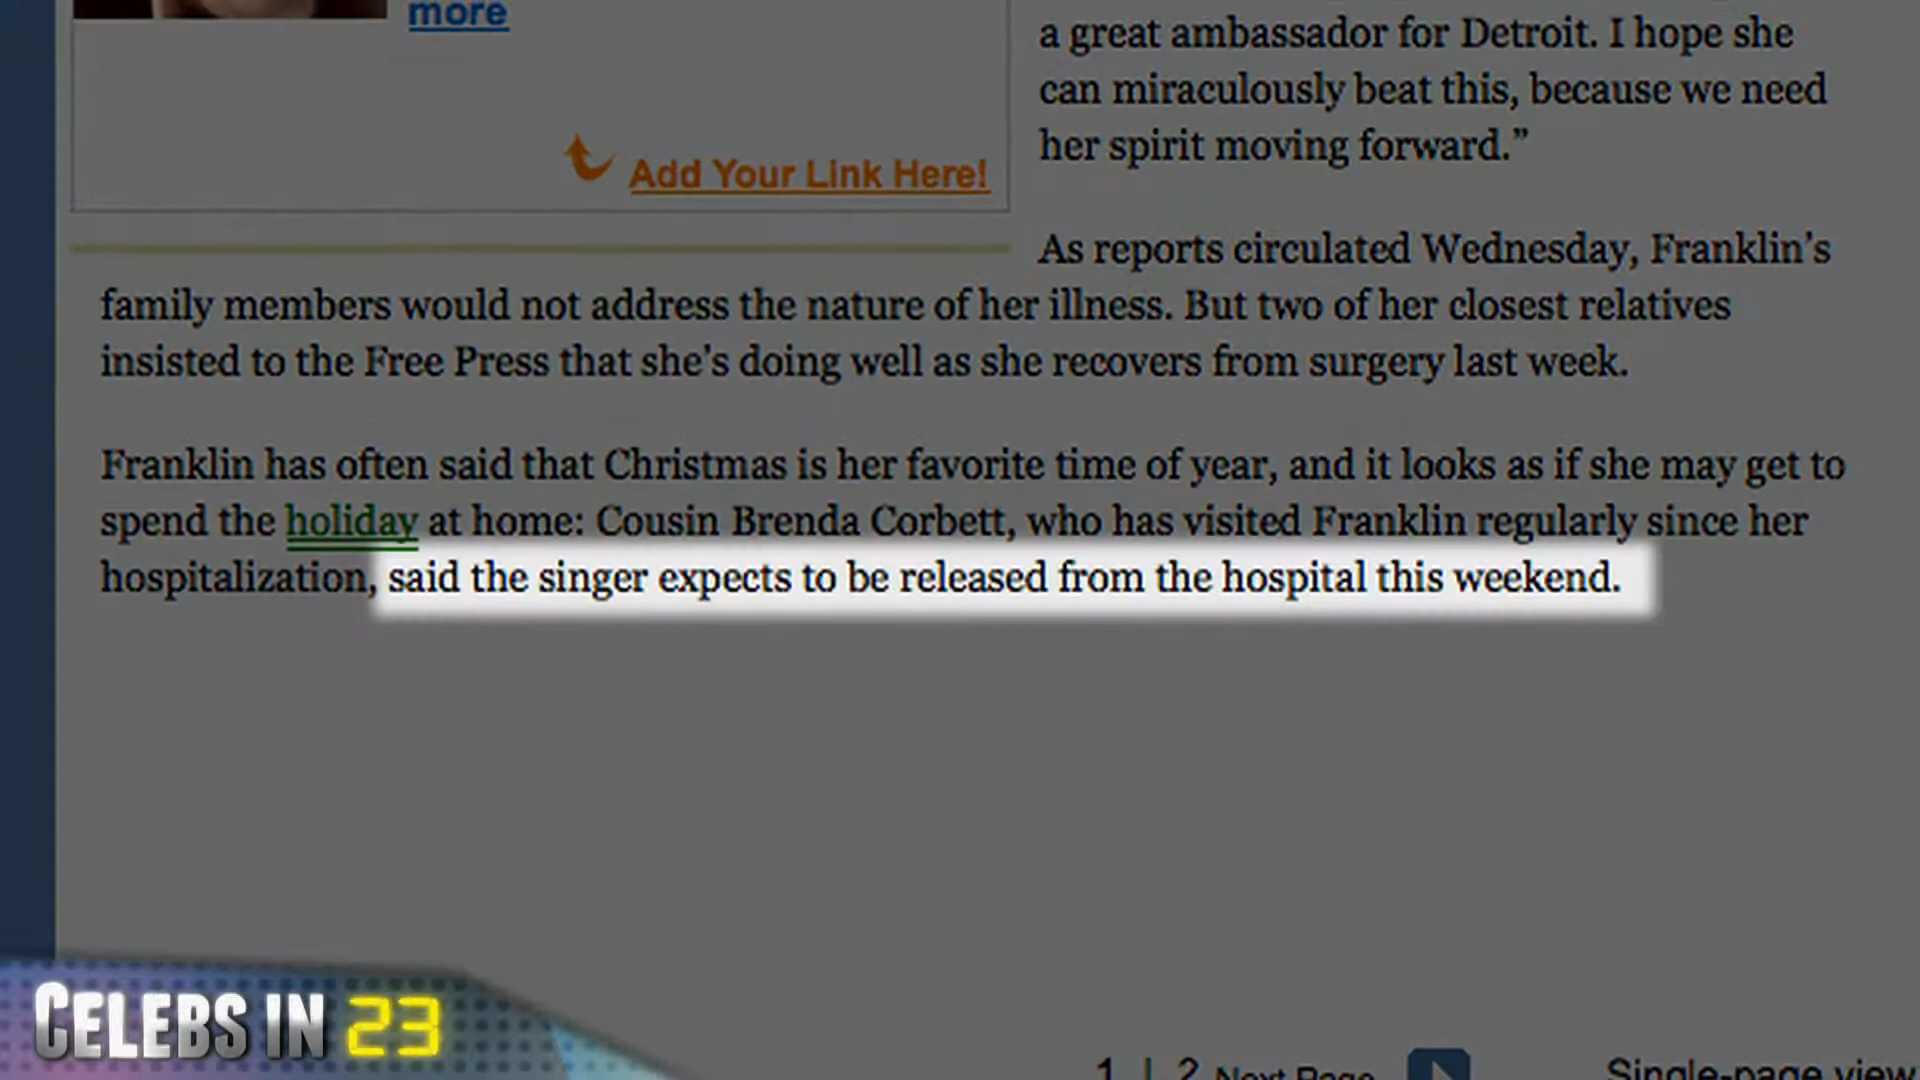 more
Add Your Link Here!
a great ambassador for Detroit. I hope she
can miraculously beat this, because we need
her spirit moving forward.”
As reports circulated Wednesday, Franklin’s
family members would not address the nature of her illness. But two of her closest relatives
insisted to the Free Press that she’s doing well as she recovers from surgery last week.
Franklin has often said that Christmas is her favorite time of year, and it looks as if she may get to
spend the holiday at home: Cousin Brenda Corbett, who has visited Franklin regularly since her
hospitalization, said the singer expects to be released from the hospital this weekend.
CELEBS IN 23
1 | 2 Next Page
Single-page view